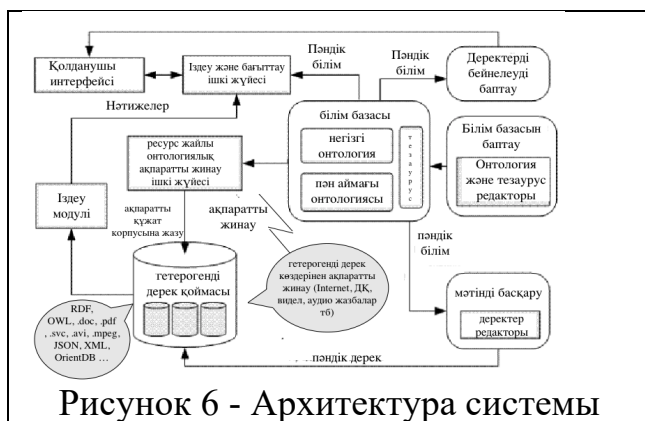 Қолданушы
интерфейсі
Іздеу және бағыттау
ішкі жүйесі
Пәндік
білім
Пәндік
білім
Деректерді
бейнелеуді
баптау
Нәтижелер
ресурс жайлы
онтологиялық
ақпаратты жинау
ішкі жүйесі
білім базасы
негізгі
онтология
пән аймағы
онтологиясы
тезаурус
Білім базасын
баптау
Онтология
және тезаурус
редакторы
Іздеу
модулі
ақпаратты
құжат
корпусына жазу
ақпаратты
жинау
пәндік
білім
гетерогенді
дерек қоймасы
гетерогенді дерек
көздерінен ақпаратты
жинау (Internet, ДҚ,
видел, аудио жазбалар
тб)
мәтінді басқару
деректер
редакторы
RDF,
OWL, .doc, .pdf
, .svc, .avi, .mpeg,
JSON, XML,
OrientDB ...
пәндік дерек
Рисунок 6 - Архитектура системы